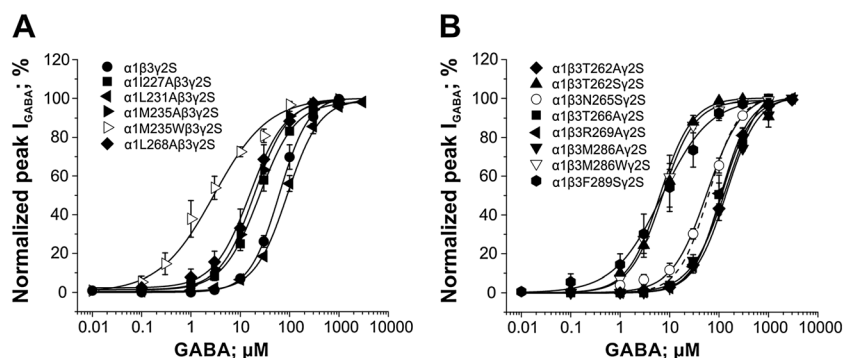 A
Normalized peak I_GABA; %
120
100
80
60
40
20
0
α1β3γ2S
α1I227Aβ3γ2S
α1L231Aβ3γ2S
α1M235Aβ3γ2S
α1M235Wβ3γ2S
α1L268Aβ3γ2S
0.01 0.1 1 10 100 1000 10000
GABA; μM
B
Normalized peak I_GABA; %
120
100
80
60
40
20
0
α1β3T262Aγ2S
α1β3T262Sγ2S
α1β3N265Sγ2S
α1β3T266Aγ2S
α1β3R269Aγ2S
α1β3M286Aγ2S
α1β3M286Wγ2S
α1β3F289Sγ2S
0.01 0.1 1 10 100 1000 10000
GABA; μM